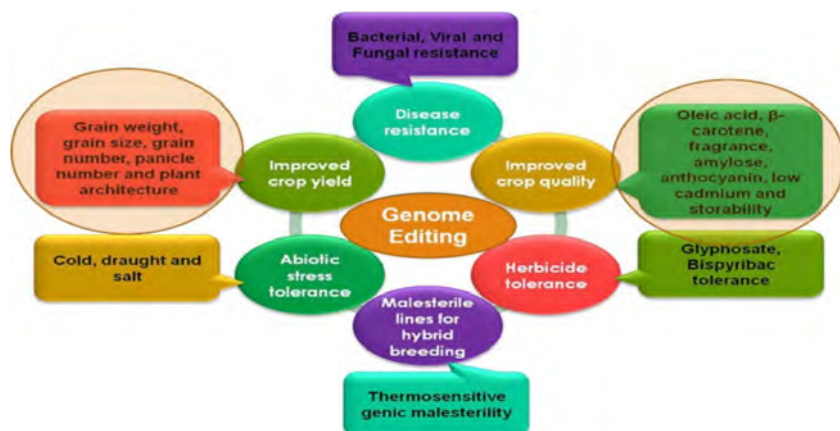 Bacterial, Viral and
Fungal resistance
Disease
resistance
Grain weight,
grain size, grain
number, panicle
number and plant
architecture
Improved
crop yield
Improved
crop quality
Oleic acid, β-
carotene,
fragrance,
amylose,
anthocyanin, low
cadmium and
storability
Genome
Editing
Cold, draught and
salt
Abiotic
stress
tolerance
Herbicide
tolerance
Glyphosate,
Bispyribac
tolerance
Malesterile
lines for
hybrid
breeding
Thermosensitive
genic malesterility